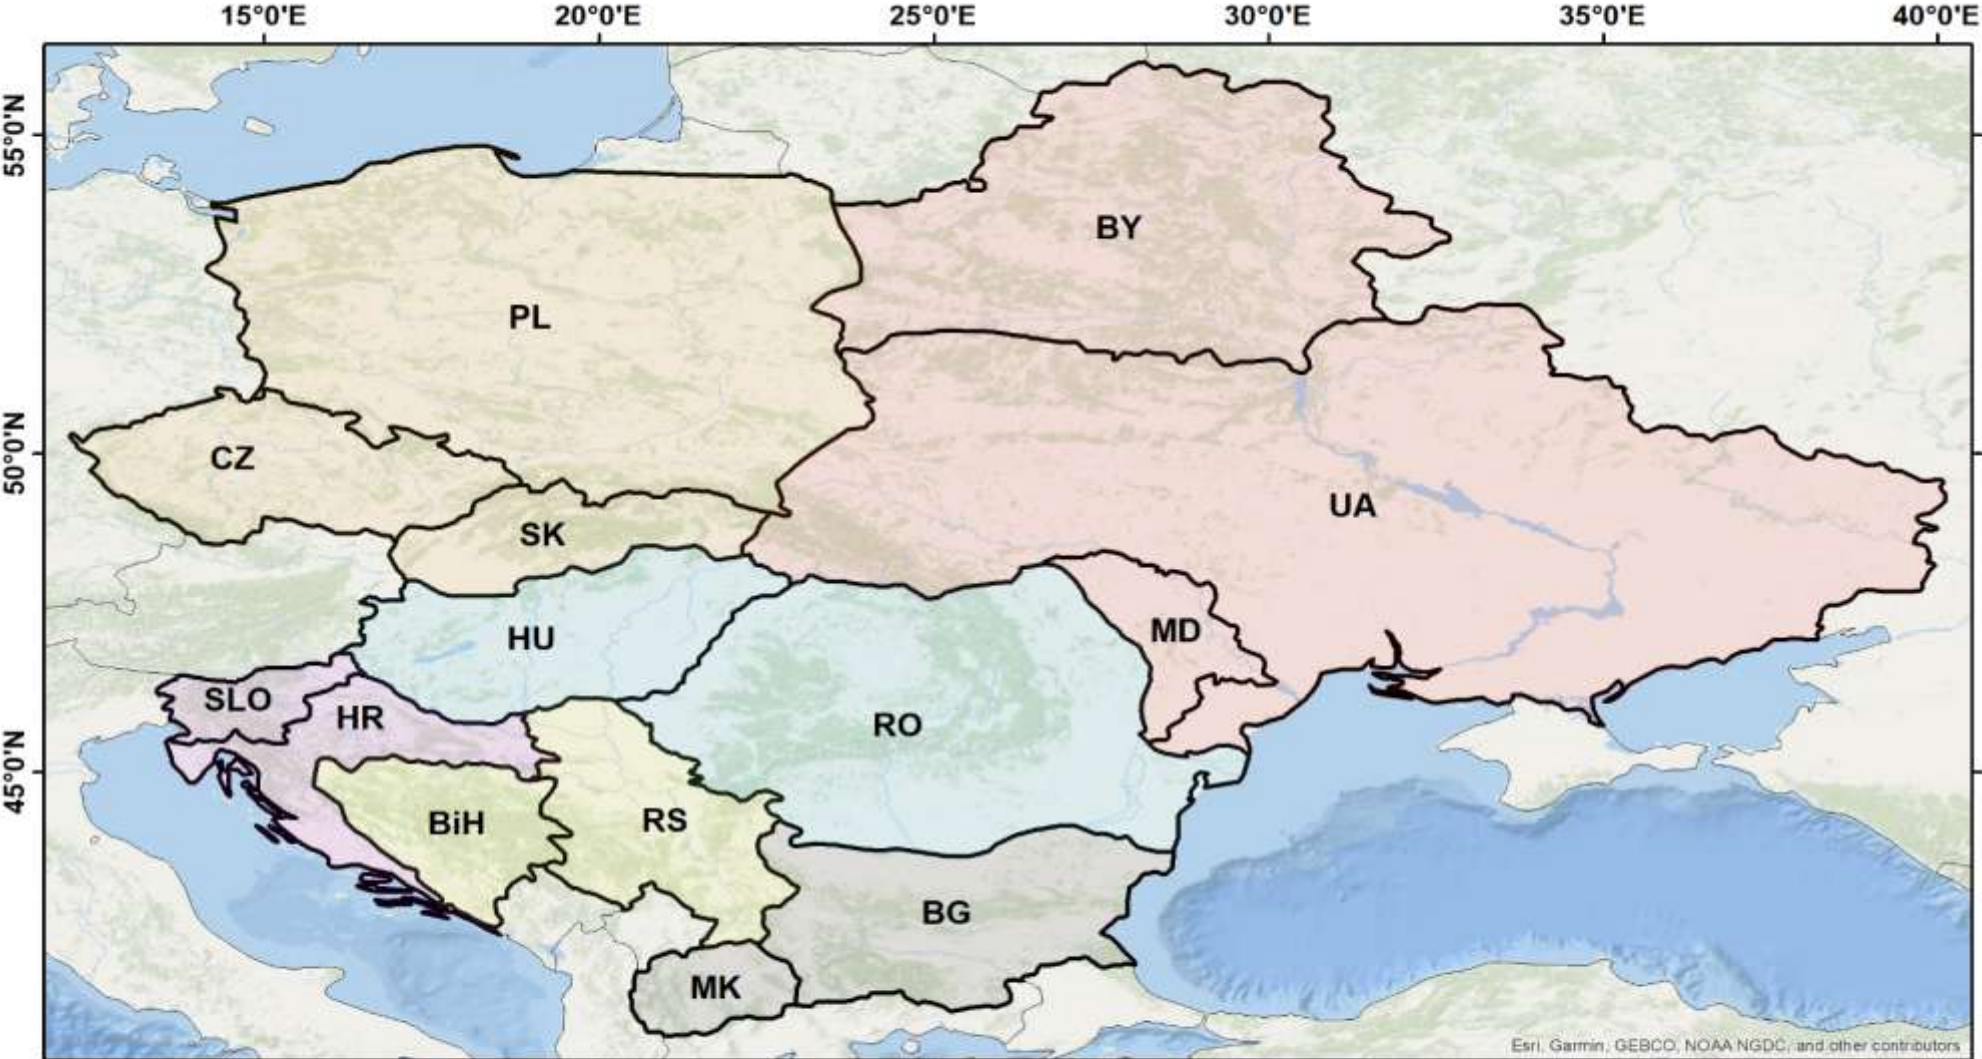 15°0'E 20°0'E 25°0'E 30°0'E 35°0'E 40°0'E
55°0'N
50°0'N
45°0'N
BY
PL
CZ
UA
SK
HU
MD
SLO
HR
RO
BiH
RS
BG
MK
Esri, Garmin, GEBCO, NOAA NGDC, and other contributors